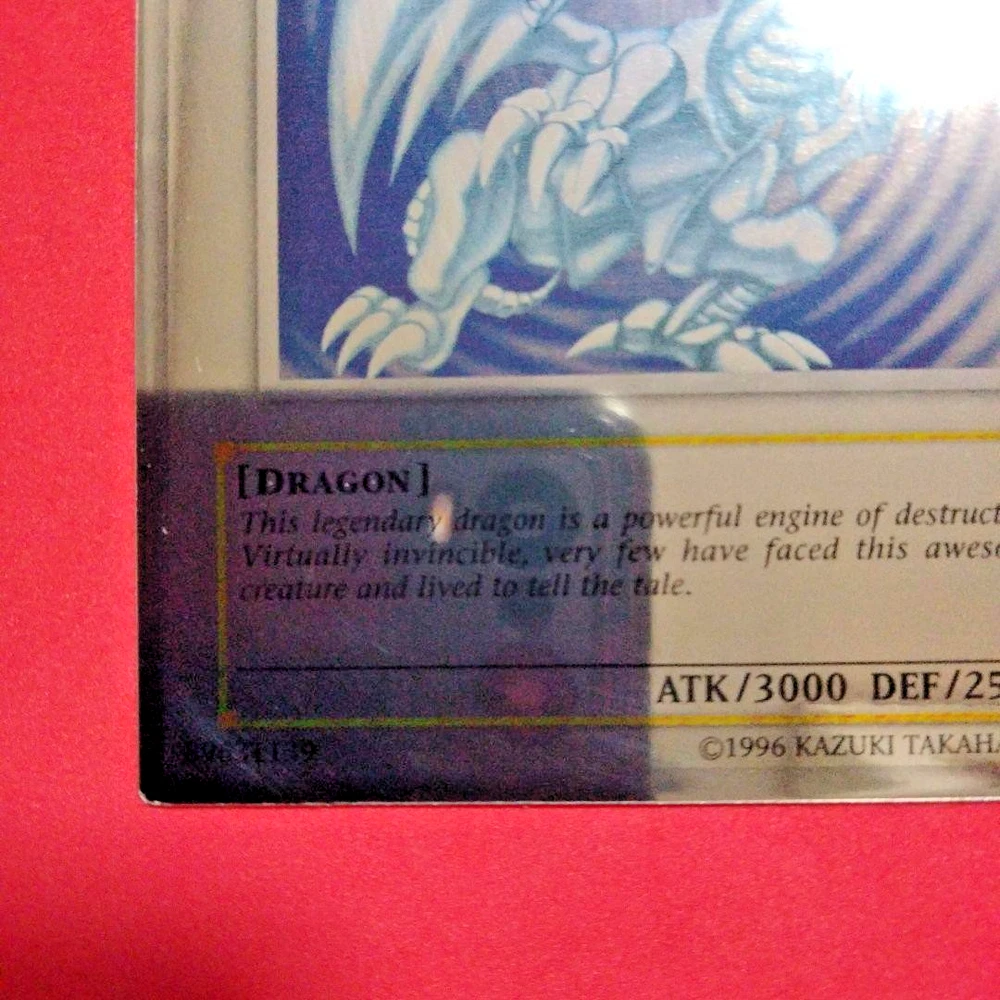 [DRAGON]
This legendary dragon is a powerful engine of destruct
Virtually invincible, very few have faced this aweso
creature and lived to tell the tale.
ATK/3000 DEF/25
©1996 KAZUKI TAKAHA